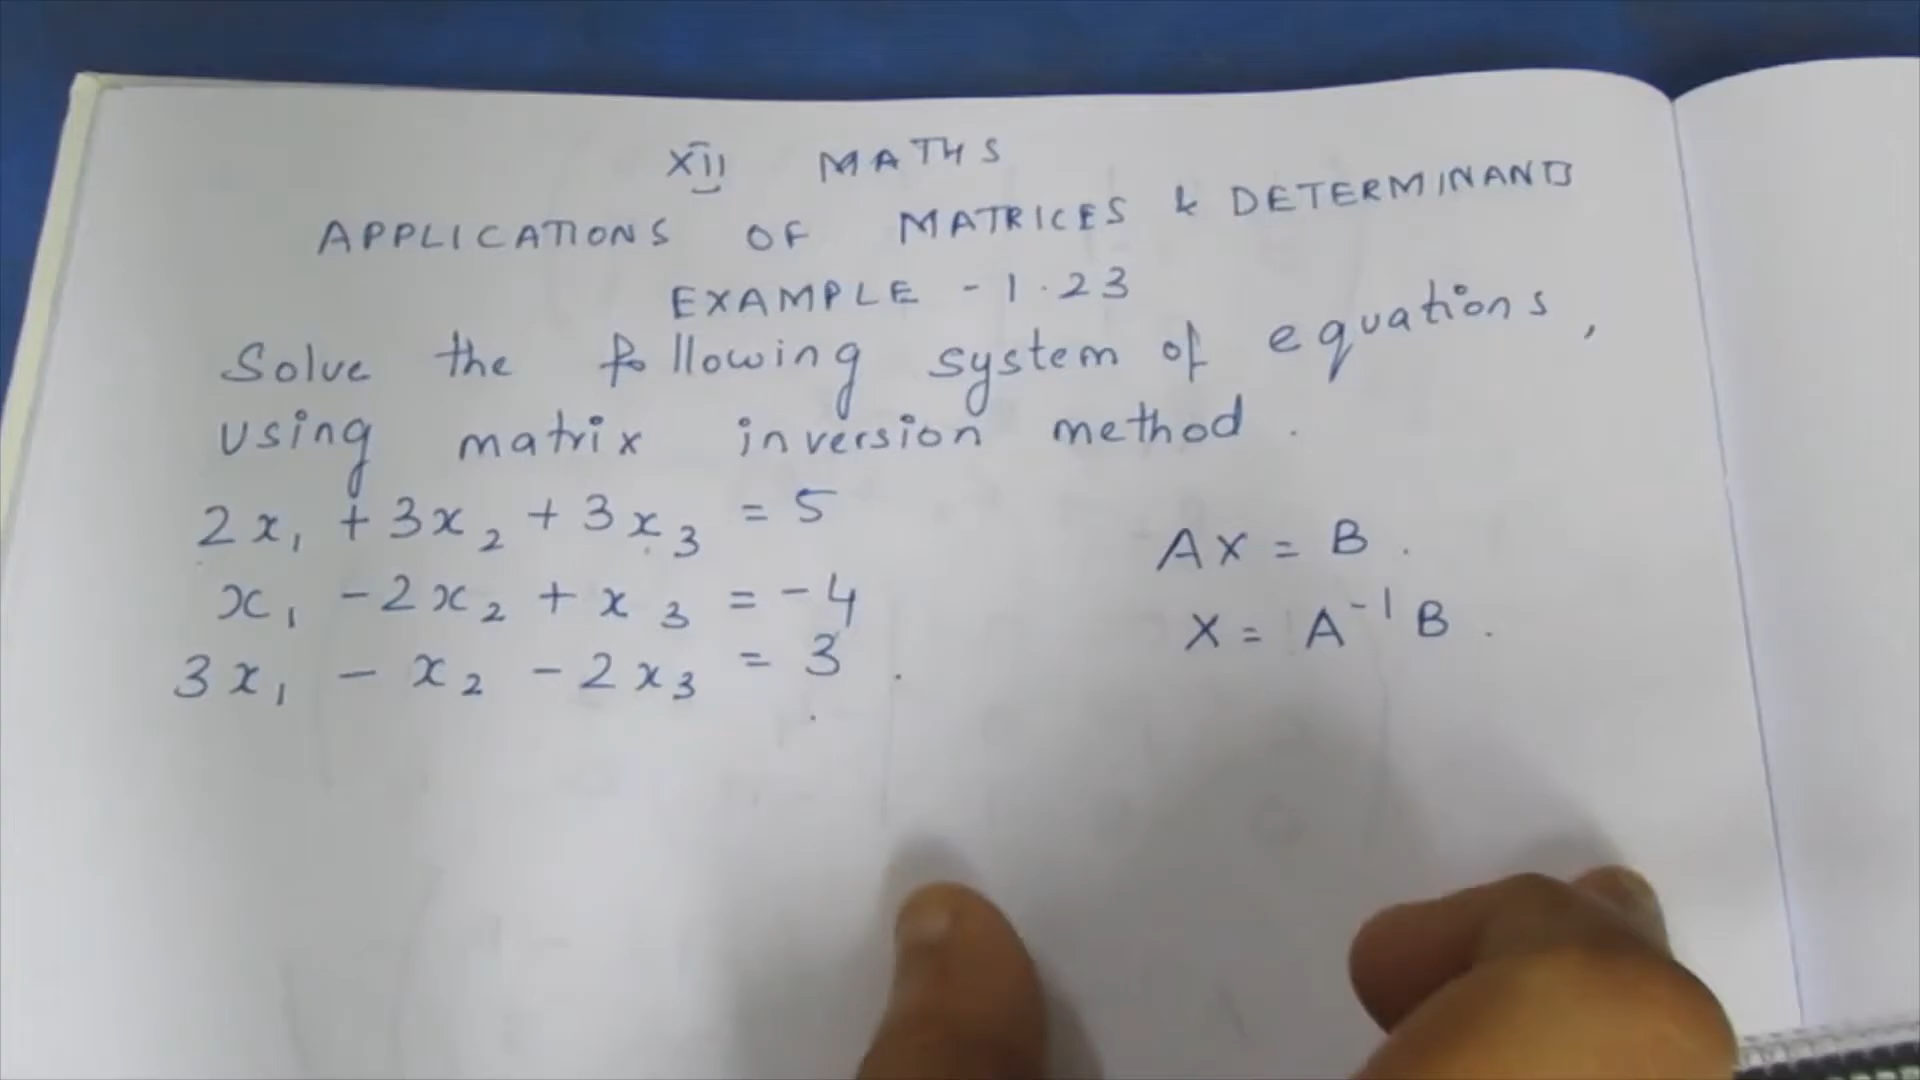 XII MATHS
APPLICATIONS OF MATRICES & DETERMINANTS
EXAMPLE - 1.23
Solve the following system of equations,
using matrix inversion method.
2x₁ + 3x₂ + 3x₃ = 5
x₁ - 2x₂ + x₃ = -4
3x₁ - x₂ - 2x₃ = 3.
AX = B.
X = A⁻¹B.